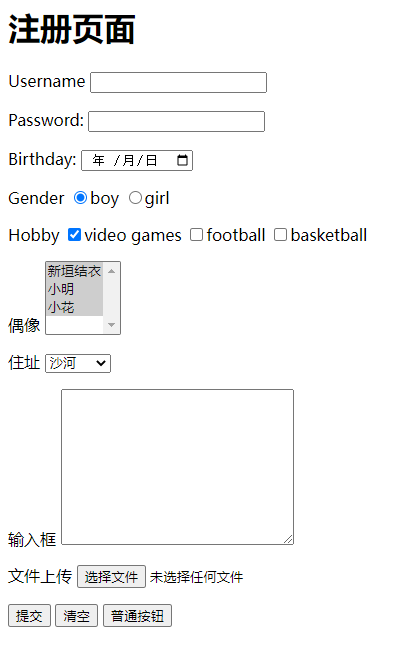 注册页面
Username
Password:
Birthday: 年 /月/日
Gender boy girl
Hobby video games football basketball
新垣结衣
小明
小花
偶像
住址 沙河
输入框
文件上传 选择文件 未选择任何文件
提交 清空 普通按钮